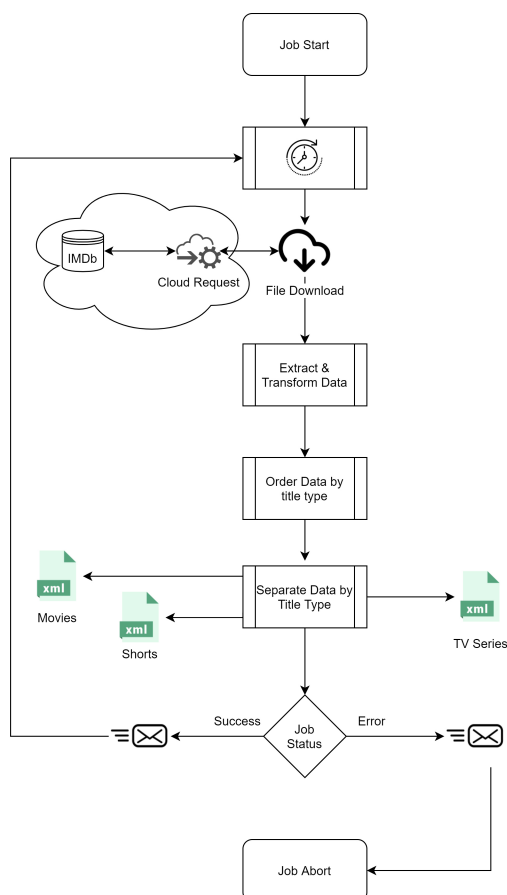 Job Start
IMDb
Cloud Request
File Download
Extract &
Transform Data
Order Data by
title type
Separate Data by
Title Type
xml
Movies
xml
Shorts
xml
TV Series
Success
Job
Status
Error
Job Abort